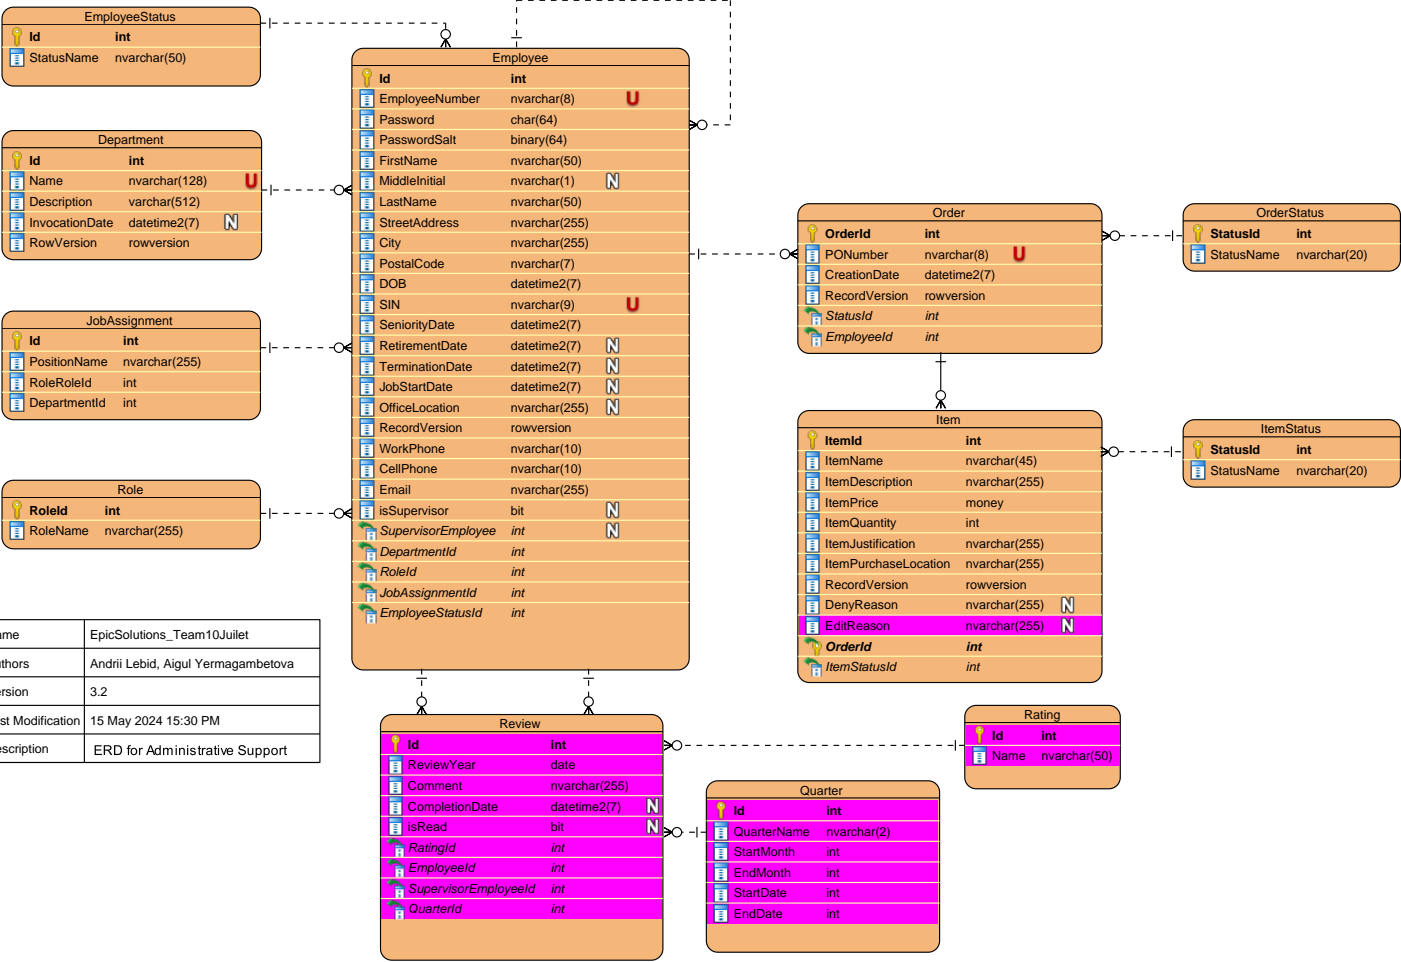 EmployeeStatus
Id int
StatusName nvarchar(50)
Department
Id int
Name nvarchar(128) U
Description varchar(512)
InvocationDate datetime2(7) N
RowVersion rowversion
JobAssignment
Id int
PositionName nvarchar(255)
RoleRoleId int
DepartmentId int
Role
RoleId int
RoleName nvarchar(255)
Employee
Id int
EmployeeNumber nvarchar(8) U
Password char(64)
PasswordSalt binary(64)
FirstName nvarchar(50)
MiddleInitial nvarchar(1) N
LastName nvarchar(50)
StreetAddress nvarchar(255)
City nvarchar(255)
PostalCode nvarchar(7)
DOB datetime2(7)
SIN nvarchar(9) U
SeniorityDate datetime2(7)
RetirementDate datetime2(7) N
TerminationDate datetime2(7) N
JobStartDate datetime2(7) N
OfficeLocation nvarchar(255) N
RecordVersion rowversion
WorkPhone nvarchar(10)
CellPhone nvarchar(10)
Email nvarchar(255)
isSupervisor bit N
SupervisorEmployee int N
DepartmentId int
RoleId int
JobAssignmentId int
EmployeeStatusId int
Order
OrderId int
PONumber nvarchar(8) U
CreationDate datetime2(7)
RecordVersion rowversion
StatusId int
EmployeeId int
OrderStatus
StatusId int
StatusName nvarchar(20)
Item
ItemId int
ItemName nvarchar(45)
ItemDescription nvarchar(255)
ItemPrice money
ItemQuantity int
ItemJustification nvarchar(255)
ItemPurchaseLocation nvarchar(255)
RecordVersion rowversion
DenyReason nvarchar(255) N
EditReason nvarchar(255) N
OrderId int
ItemStatusId int
ItemStatus
StatusId int
StatusName nvarchar(20)
ame EpicSolutions_Team10Juilet
thors Andrii Lebid, Aigul Yermagambetova
ersion 3.2
st Modification 15 May 2024 15:30 PM
escription ERD for Administrative Support
Review
Id int
ReviewYear date
Comment nvarchar(255)
CompletionDate datetime2(7) N
isRead bit N
RatingId int
EmployeeId int
SupervisorEmployeeId int
QuarterId int
Rating
Id int
Name nvarchar(50)
Quarter
Id int
QuarterName nvarchar(2)
StartMonth int
EndMonth int
StartDate int
EndDate int